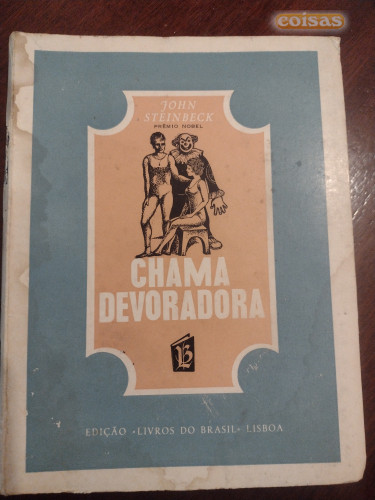 coisas
JOHN
STEINBECK
PRÉMIO NOBEL
CHAMA
DEVORADORA
LB
EDIÇÃO «LIVROS DO BRASIL» LISBOA